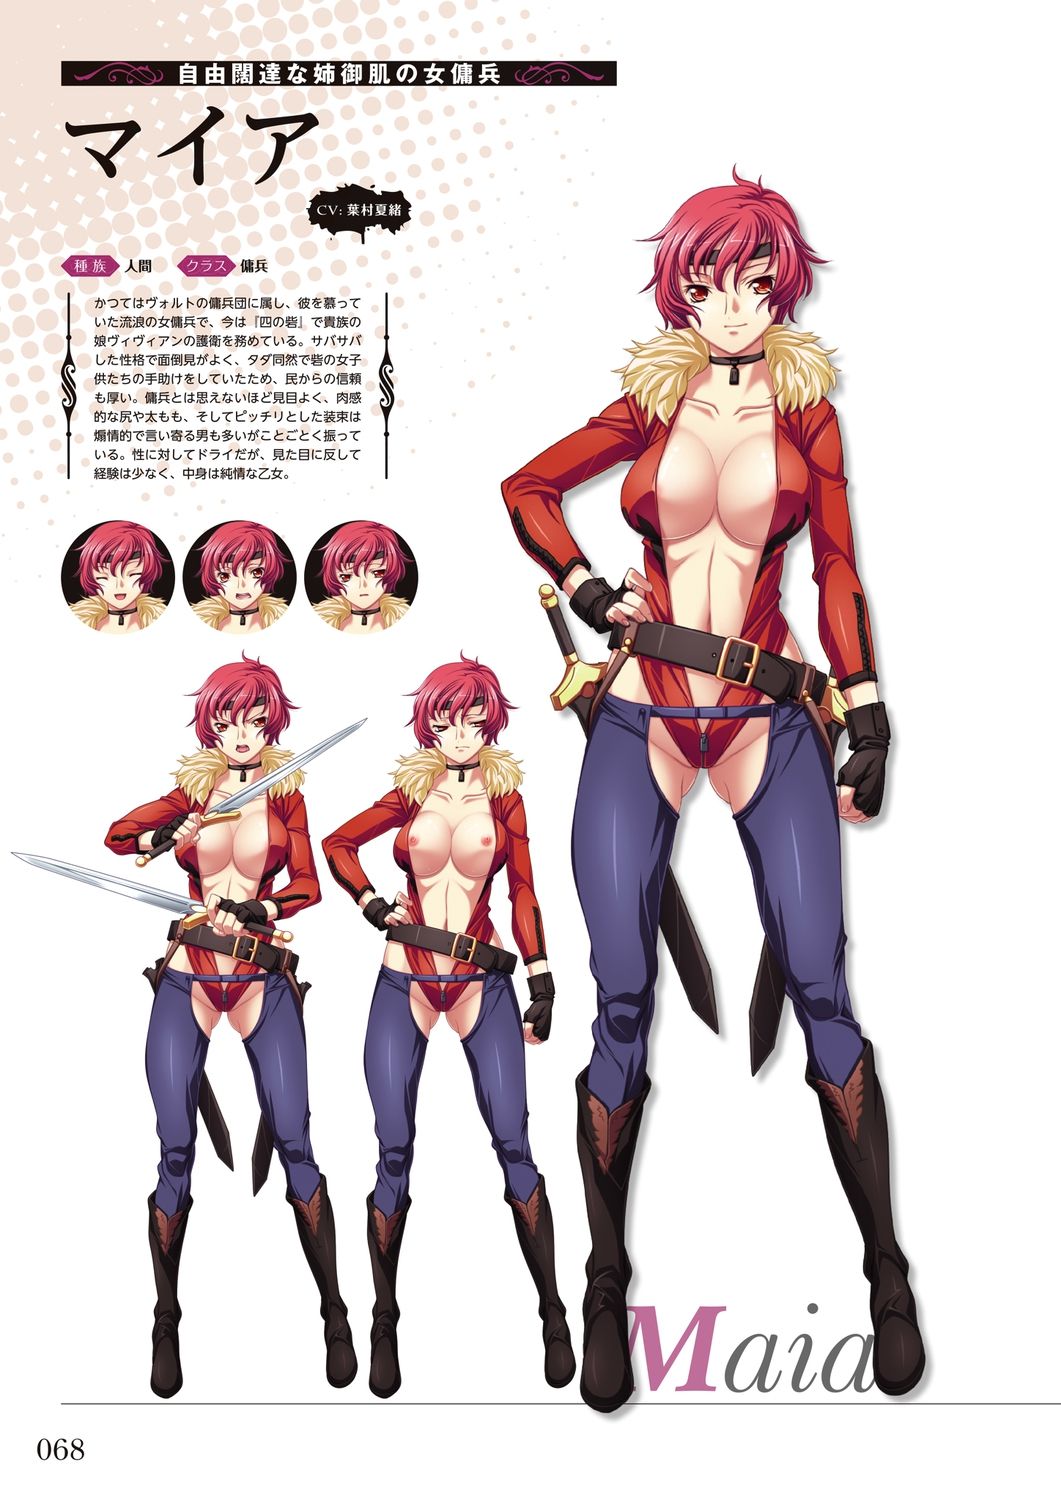 自由闊達な姉御肌の女傭兵
マイア
CV: 葉村夏緒
種族 人間 クラス 傭兵
かつてはヴォルトの傭兵団に属し、彼を慕って
いた流浪の女傭兵で、今は『四の砦』で貴族の
娘ヴィヴィアンの護衛を務めている。サバサバ
した性格で面倒見がよく、タダ同然で砦の女子
供たちの手助けをしていたため、民からの信頼
も厚い。傭兵とは思えないほど見目よく、肉感
的な尻や太もも、そしてピッチリとした装束は
煽情的で言い寄る男も多いがことごとく振って
いる。性に対してドライだが、見た目に反して
経験は少なく、中身は純情な乙女。
Maia
068